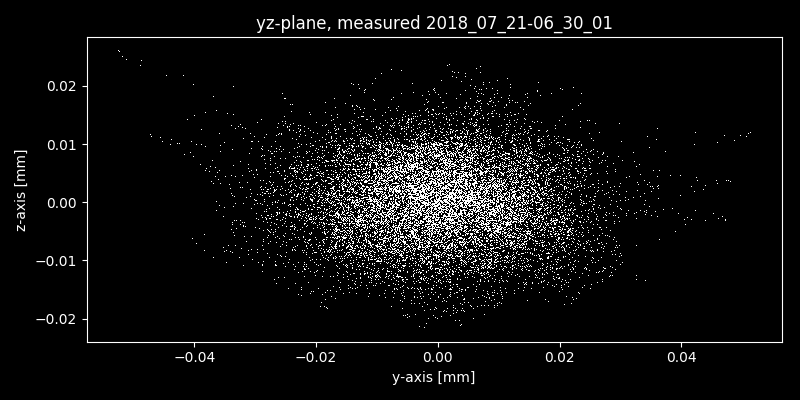 yz-plane, measured 2018_07_21-06_30_01
0.02
0.01
0.00
−0.01
−0.02
z-axis [mm]
−0.04 −0.02 0.00 0.02 0.04
y-axis [mm]